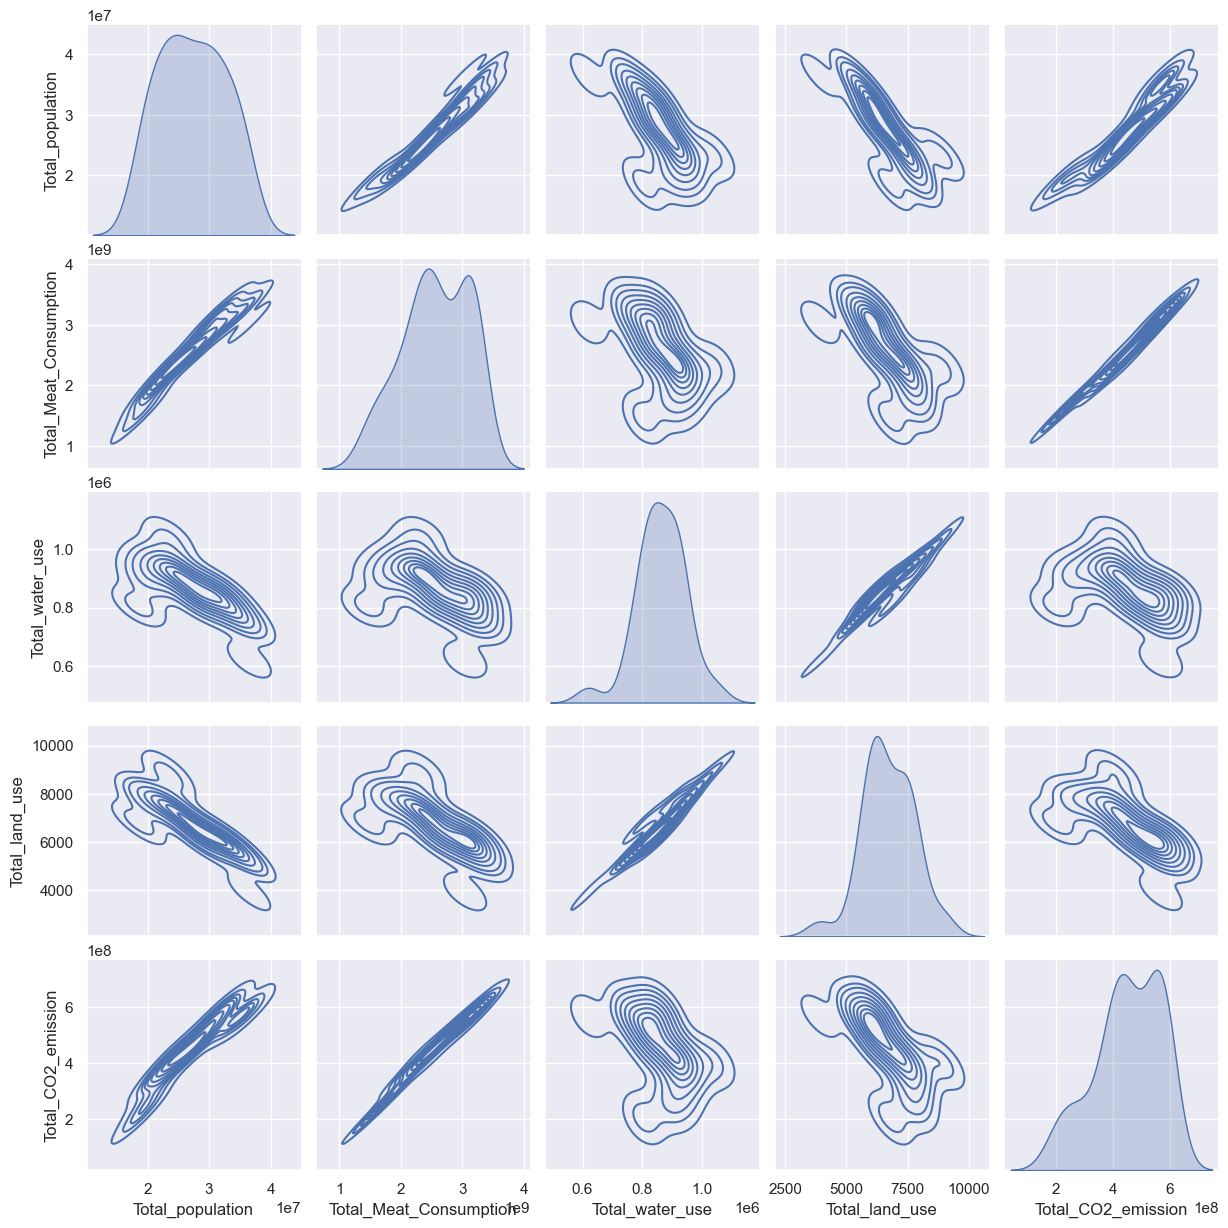 1e7
4
3
2
Total_population
1e9
4
3
2
1
Total_Meat_Consumption
1e6
1.0
0.8
0.6
Total_water_use
10000
8000
6000
4000
Total_land_use
1e8
6
4
2
Total_CO2_emission
2 3 4 1 2 3 4 0.6 0.8 1.0 2500 5000 7500 10000 2 4 6
1e7 1e9 1e6 1e8
Total_population Total_Meat_Consumption Total_water_use Total_land_use Total_CO2_emission